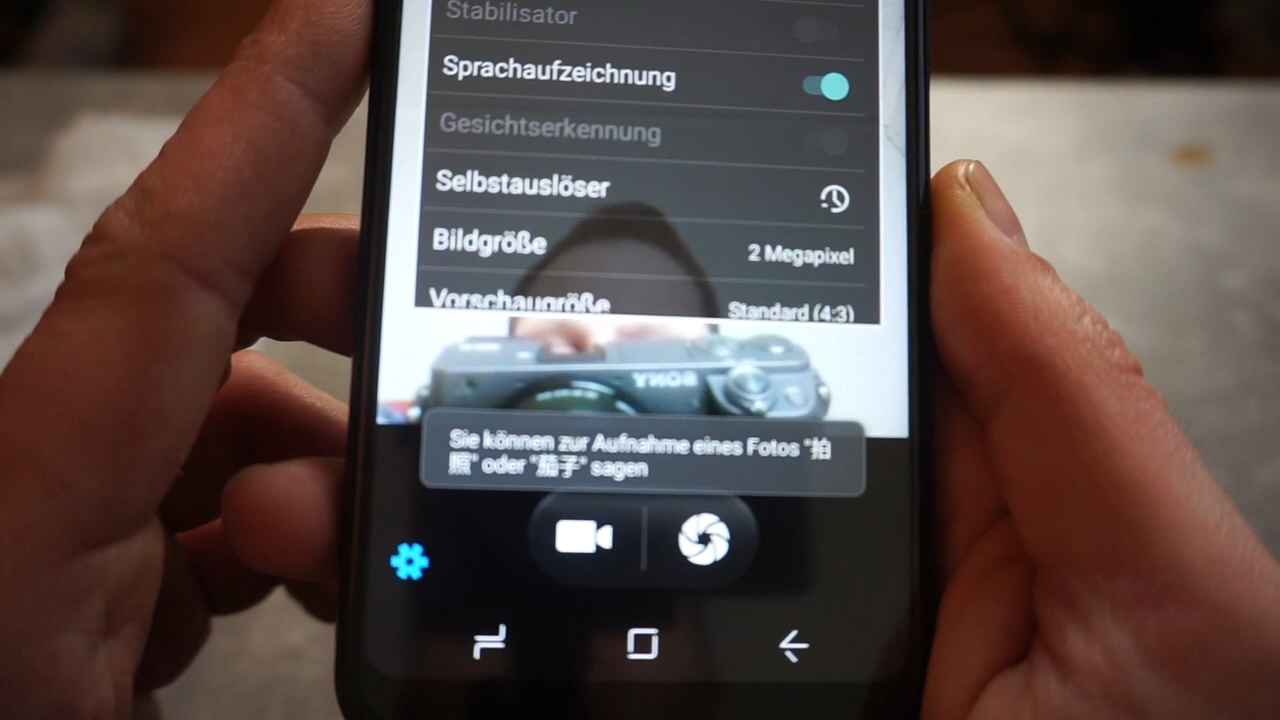 Stabilisator
Sprachaufzeichnung
Gesichtserkennung
Selbstauslöser
Bildgröße 2 Megapixel
Vorschaugröße Standard (4:3)
SONY
Sie können zur Aufnahme eines Fotos "拍
照" oder "茄子" sagen